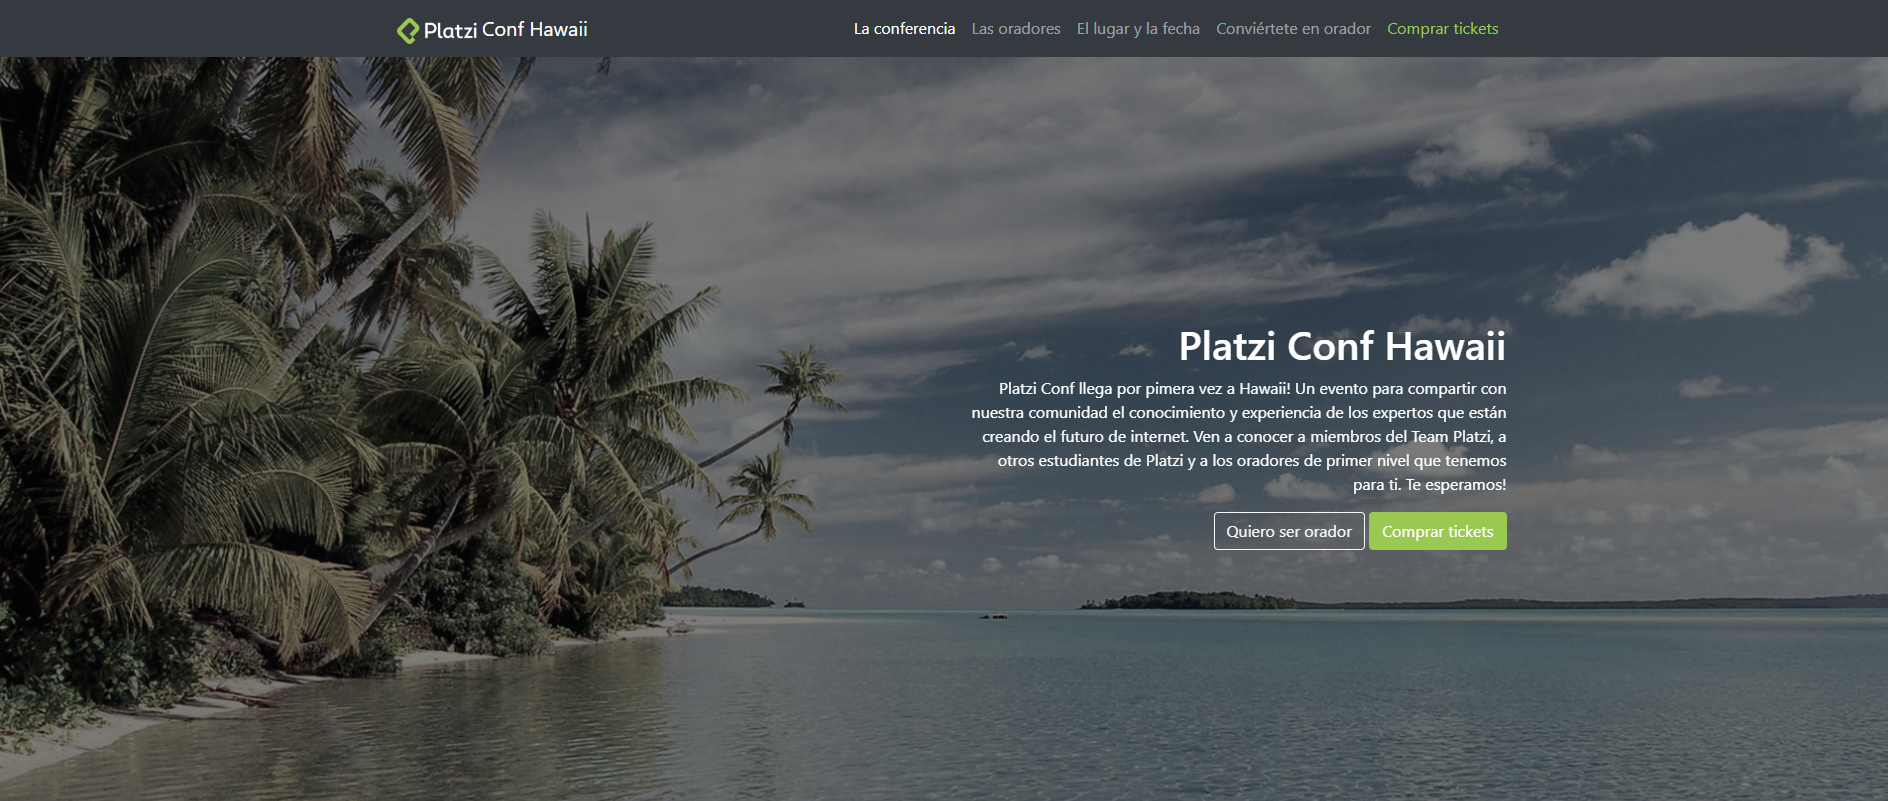 Platzi Conf Hawaii
La conferencia Las oradores El lugar y la fecha Conviértete en orador Comprar tickets
Platzi Conf Hawaii
Platzi Conf llega por pimera vez a Hawaii! Un evento para compartir con
nuestra comunidad el conocimiento y experiencia de los expertos que están
creando el futuro de internet. Ven a conocer a miembros del Team Platzi, a
otros estudiantes de Platzi y a los oradores de primer nivel que tenemos
para ti. Te esperamos!
Quiero ser orador Comprar tickets